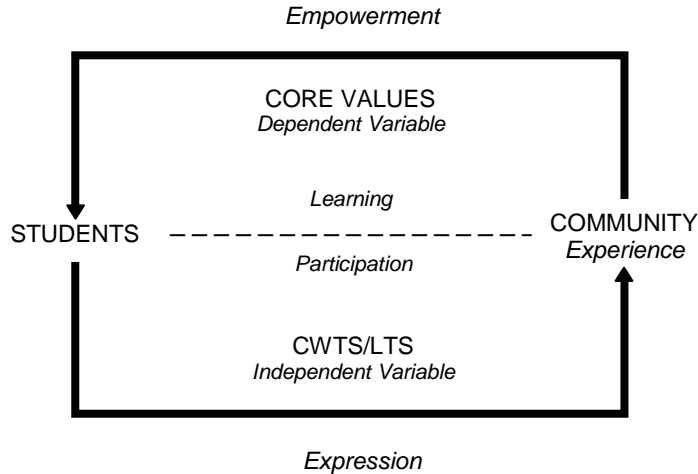 Empowerment
CORE VALUES
Dependent Variable
Learning
STUDENTS
COMMUNITY
Experience
Participation
CWTS/LTS
Independent Variable
Expression